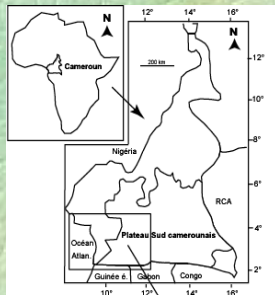 N
Cameroun
12° 14° 16°
N
200 km
12°
10°
Nigéria
8°
6°
RCA
Plateau Sud camerounais
4°
Océan
Atlan.
2°
Guinée é. Gabon Congo
10° 12° 14° 16°